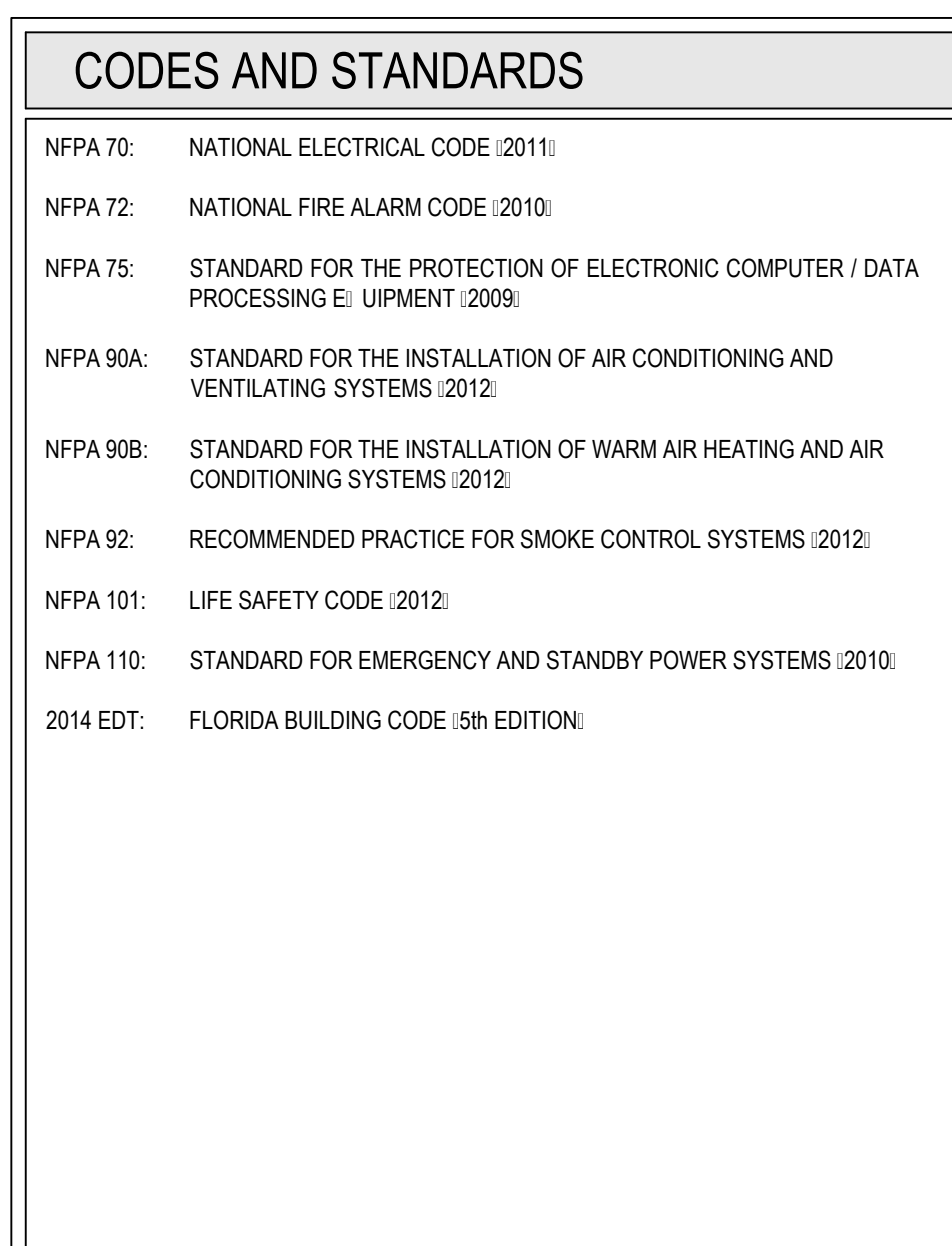 CODES AND STANDARDS
NFPA 70: NATIONAL ELECTRICAL CODE ▯2011▯
NFPA 72: NATIONAL FIRE ALARM CODE ▯2010▯
NFPA 75: STANDARD FOR THE PROTECTION OF ELECTRONIC COMPUTER / DATA
PROCESSING E▯ UIPMENT ▯2009▯
NFPA 90A: STANDARD FOR THE INSTALLATION OF AIR CONDITIONING AND
VENTILATING SYSTEMS ▯2012▯
NFPA 90B: STANDARD FOR THE INSTALLATION OF WARM AIR HEATING AND AIR
CONDITIONING SYSTEMS ▯2012▯
NFPA 92: RECOMMENDED PRACTICE FOR SMOKE CONTROL SYSTEMS ▯2012▯
NFPA 101: LIFE SAFETY CODE ▯2012▯
NFPA 110: STANDARD FOR EMERGENCY AND STANDBY POWER SYSTEMS ▯2010▯
2014 EDT: FLORIDA BUILDING CODE ▯5th EDITION▯